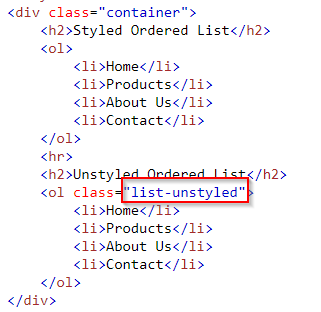 <div class="container">
<h2>Styled Ordered List</h2>
<ol>
<li>Home</li>
<li>Products</li>
<li>About Us</li>
<li>Contact</li>
</ol>
<hr>
<h2>Unstyled Ordered List</h2>
<ol class="list-unstyled">
<li>Home</li>
<li>Products</li>
<li>About Us</li>
<li>Contact</li>
</ol>
</div>